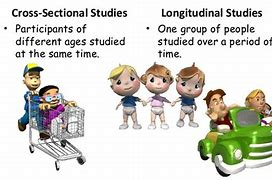 Cross-Sectional Studies
• Participants of
different ages studied
at the same time.
Longitudinal Studies
• One group of people
studied over a period of
time.